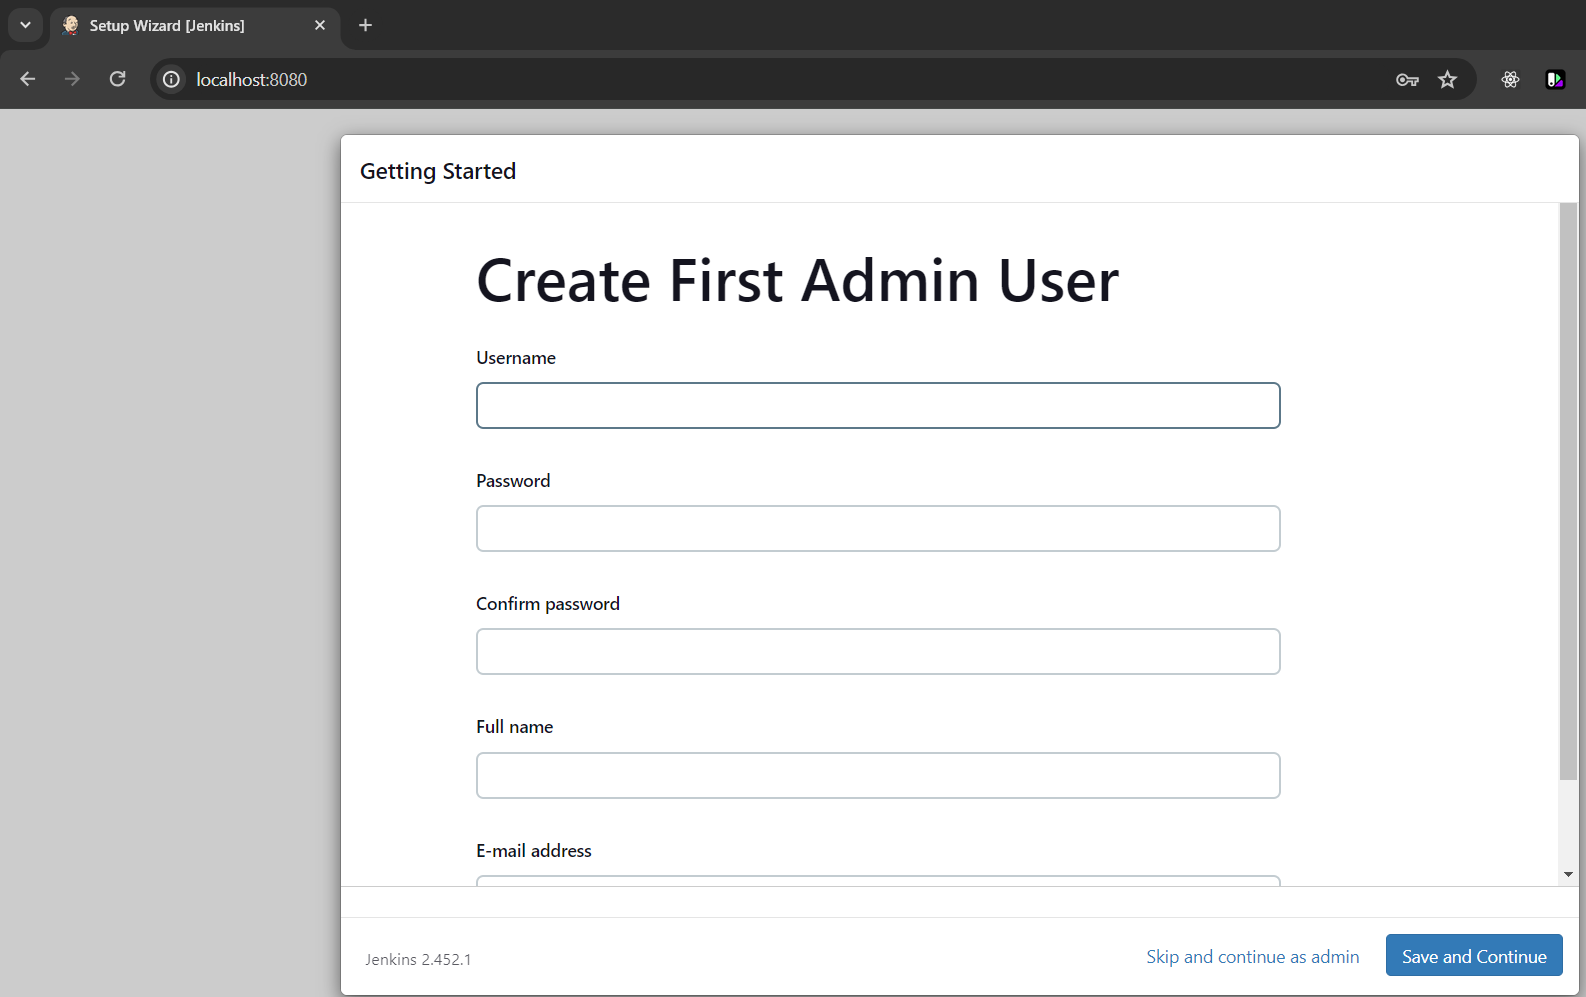 Setup Wizard [Jenkins]
localhost:8080
Getting Started
Create First Admin User
Username
Password
Confirm password
Full name
E-mail address
Jenkins 2.452.1
Skip and continue as admin
Save and Continue